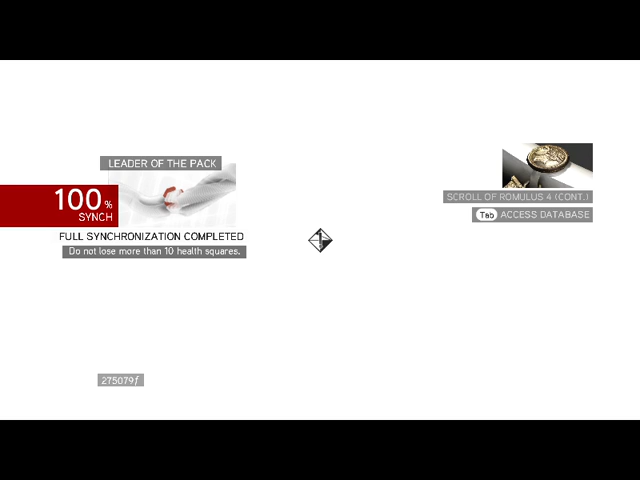 LEADER OF THE PACK
100% SYNCH
FULL SYNCHRONIZATION COMPLETED
Do not lose more than 10 health squares.
SCROLL OF ROMULUS 4 (CONT.)
Tab ACCESS DATABASE
275079ƒ